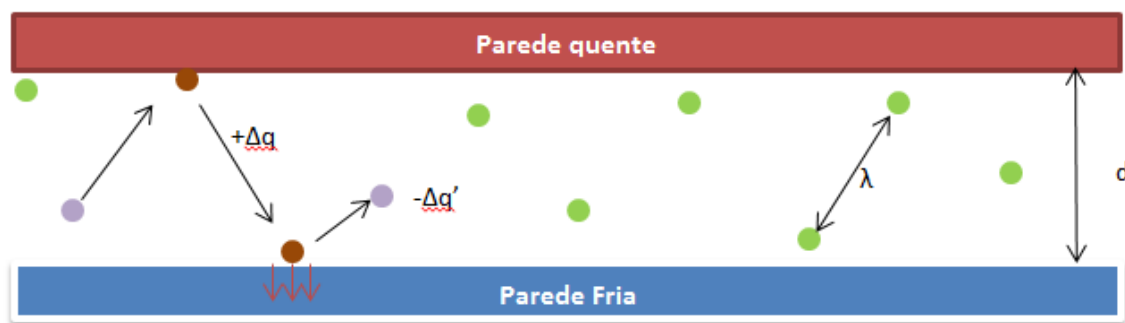 Parede quente
+Δq
-Δq’
λ
d
Parede Fria